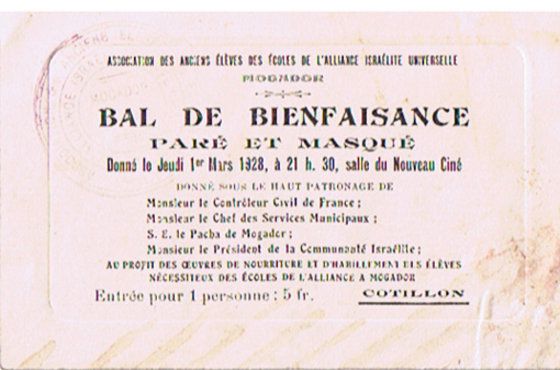 ASSOCIATION DES ANCIENS ÉLÈVES DES ÉCOLES DE L'ALLIANCE ISRAÉLITE UNIVERSELLE
MOGADOR
BAL DE BIENFAISANCE
PARÉ ET MASQUÉ
Donné le Jeudi 1er Mars 1928, à 21 h. 30, salle du Nouveau Ciné
DONNÉ SOUS LE HAUT PATRONAGE DE
Monsieur le Contrôleur Civil de France ;
Monsieur le Chef des Services Municipaux ;
S. E. le Pacha de Mogador ;
Monsieur le Président de la Communauté Israélite ;
AU PROFIT DES ŒUVRES DE NOURRITURE ET D'HABILLEMENT DES ÉLÈVES
NÉCESSITEUX DES ÉCOLES DE L'ALLIANCE A MOGADOR
Entrée pour 1 personne : 5 fr. COTILLON